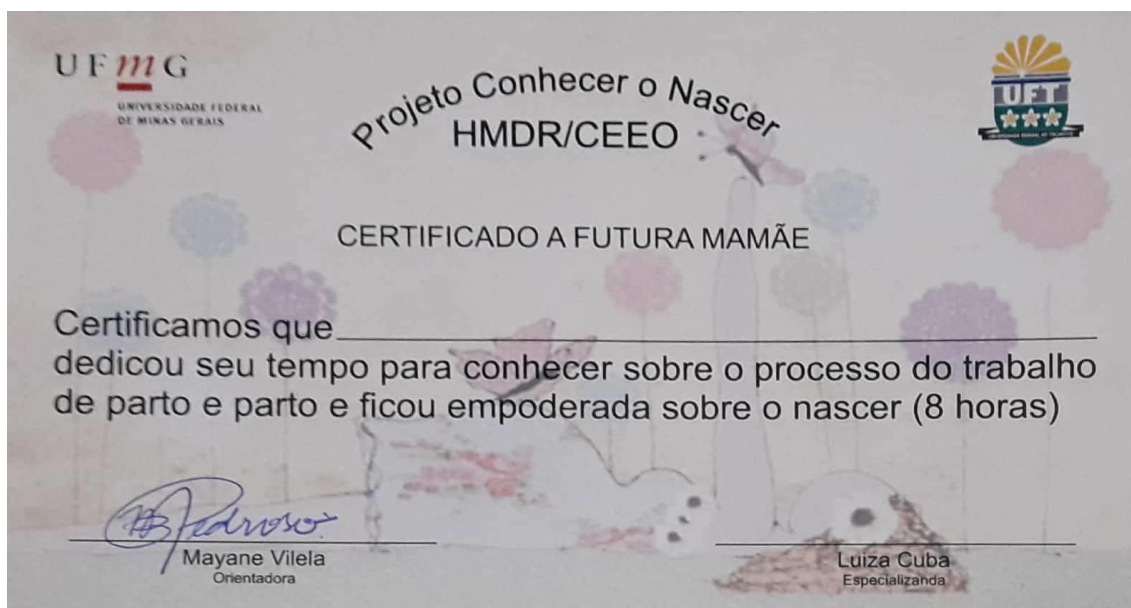 UFmG
UNIVERSIDADE FEDERAL
DE MINAS GERAIS
Projeto Conhecer o Nascer
HMDR/CEEO
UFT
CERTIFICADO A FUTURA MAMÃE
Certificamos que
dedicou seu tempo para conhecer sobre o processo do trabalho
de parto e parto e ficou empoderada sobre o nascer (8 horas)
Pedroso
Mayane Vilela
Orientadora
Luiza Cuba
Especializanda